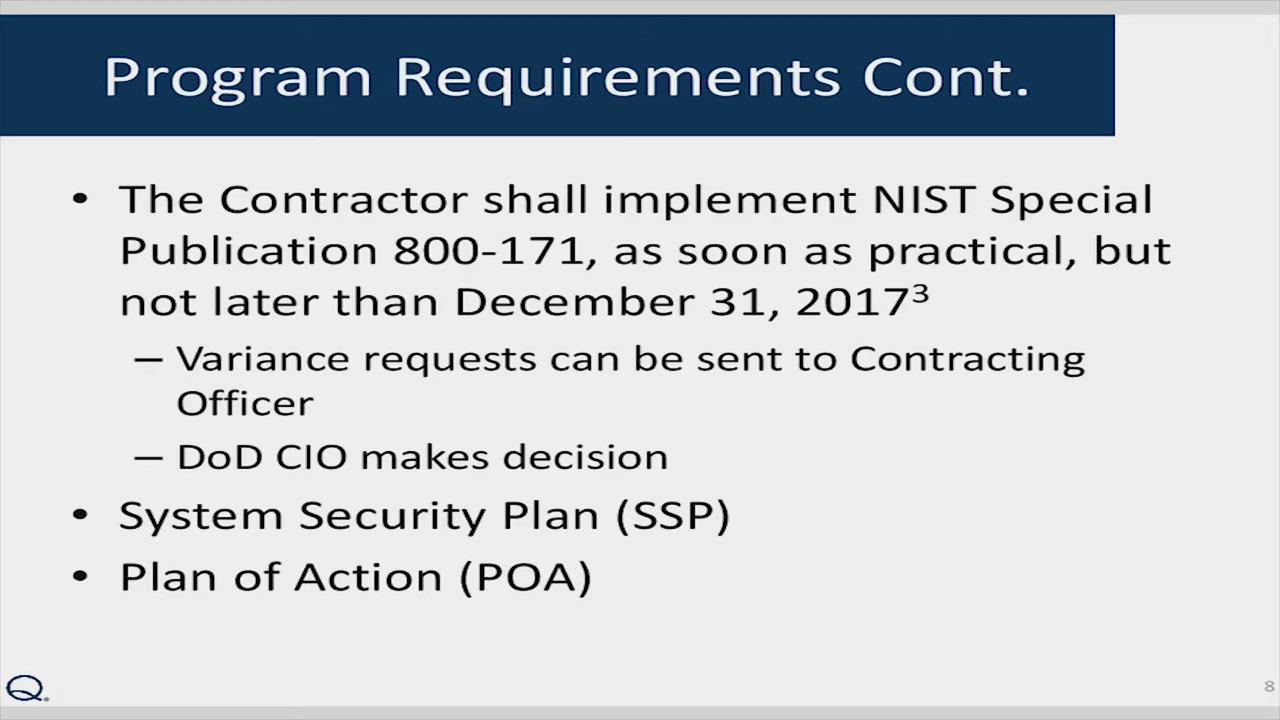 Program Requirements Cont.
• The Contractor shall implement NIST Special
Publication 800-171, as soon as practical, but
not later than December 31, 2017³
– Variance requests can be sent to Contracting
Officer
– DoD CIO makes decision
• System Security Plan (SSP)
• Plan of Action (POA)
Q.
8